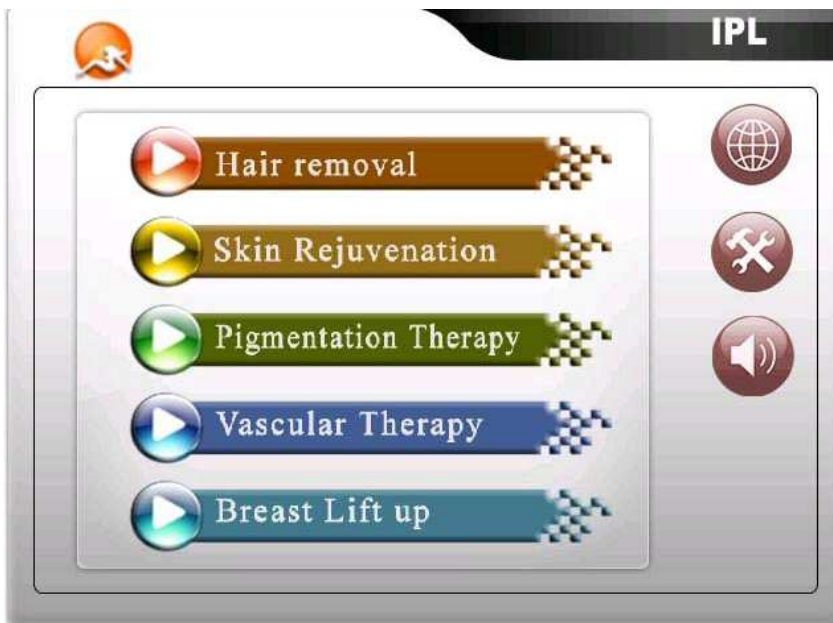 IPL
Hair removal
Skin Rejuvenation
Pigmentation Therapy
Vascular Therapy
Breast Lift up